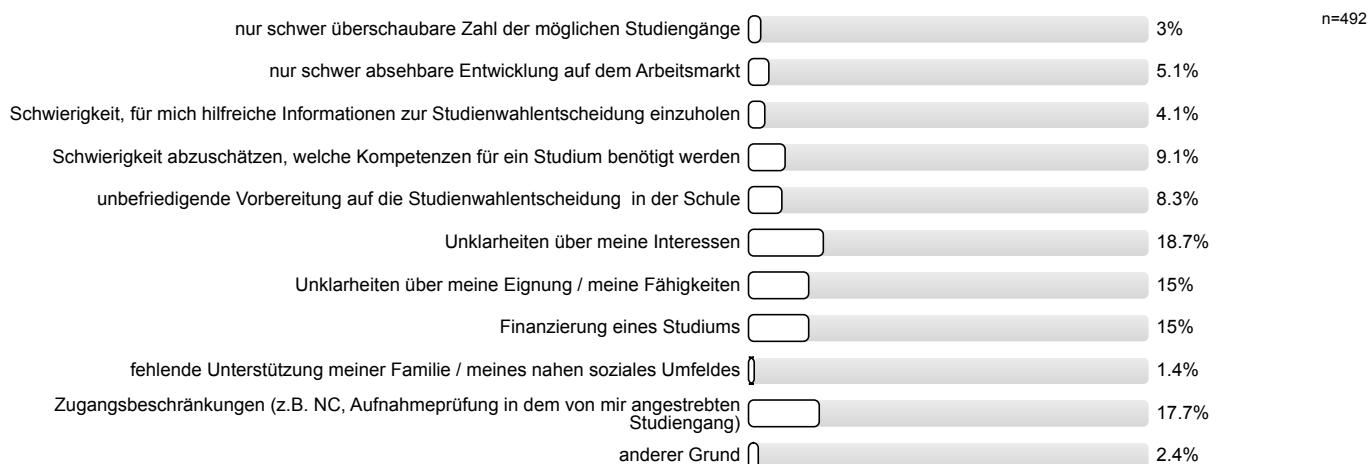 n=492
nur schwer überschaubare Zahl der möglichen Studiengänge 3%
nur schwer absehbare Entwicklung auf dem Arbeitsmarkt 5.1%
Schwierigkeit, für mich hilfreiche Informationen zur Studienwahlentscheidung einzuholen 4.1%
Schwierigkeit abzuschätzen, welche Kompetenzen für ein Studium benötigt werden 9.1%
unbefriedigende Vorbereitung auf die Studienwahlentscheidung in der Schule 8.3%
Unklarheiten über meine Interessen 18.7%
Unklarheiten über meine Eignung / meine Fähigkeiten 15%
Finanzierung eines Studiums 15%
fehlende Unterstützung meiner Familie / meines nahen soziales Umfeldes 1.4%
Zugangsbeschränkungen (z.B. NC, Aufnahmeprüfung in dem von mir angestrebten
Studiengang) 17.7%
anderer Grund 2.4%